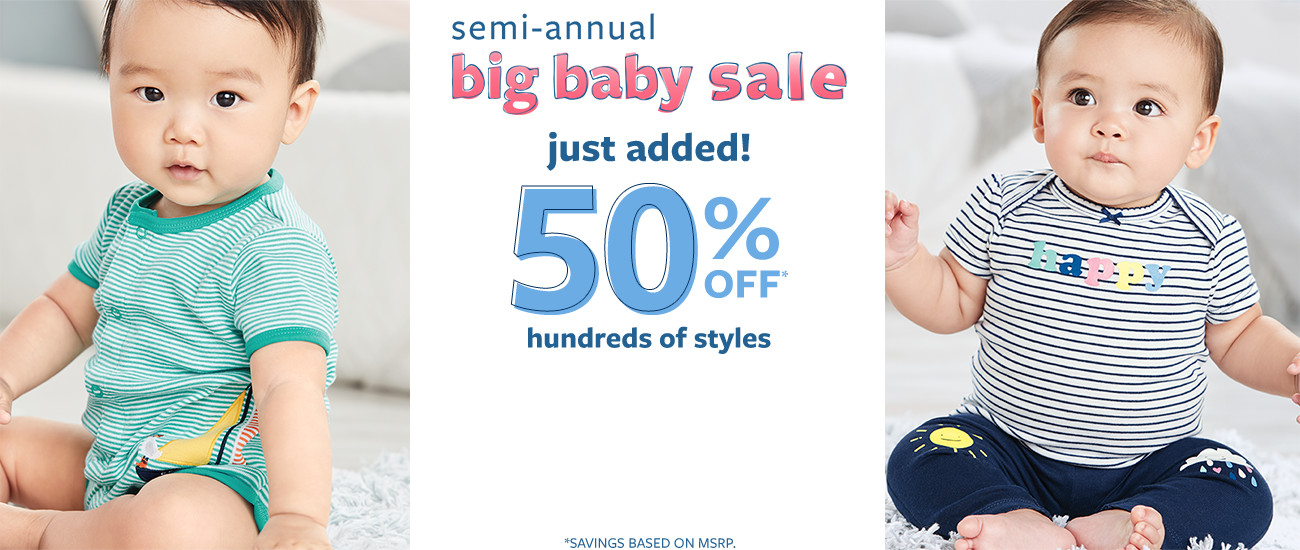 semi-annual
big baby sale
just added!
50% OFF*
hundreds of styles
happy
*SAVINGS BASED ON MSRP.